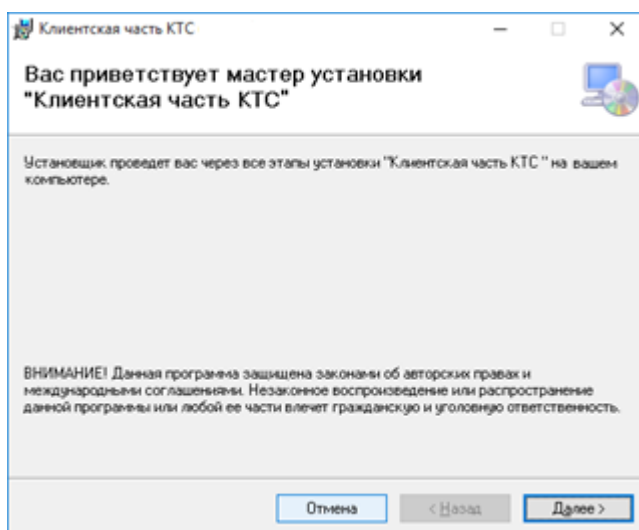 Клиентская часть КТС
Вас приветствует мастер установки
"Клиентская часть КТС"
Установщик проведет вас через все этапы установки "Клиентская часть КТС " на вашем
компьютере.
ВНИМАНИЕ! Данная программа защищена законами об авторских правах и
международными соглашениями. Незаконное воспроизведение или распространение
данной программы или любой ее части влечет гражданскую и уголовную ответственность.
Отмена < Назад Далее >